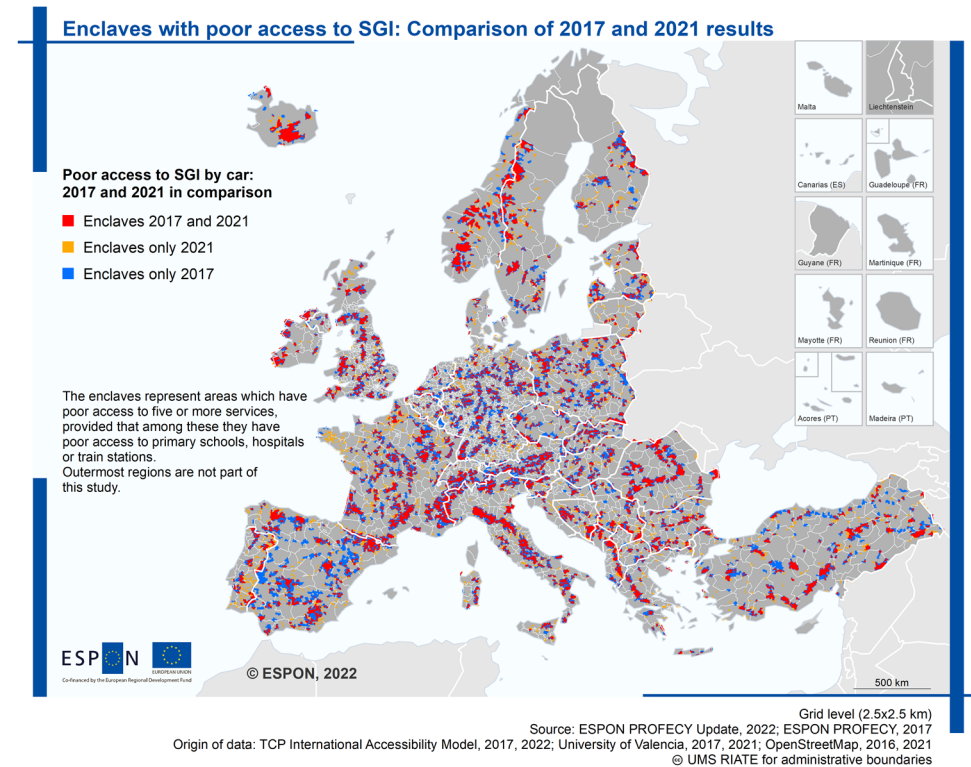 Enclaves with poor access to SGI: Comparison of 2017 and 2021 results
Malta
Liechtenstein
Canarias (ES)
Guadeloupe (FR)
Guyane (FR)
Martinique (FR)
Mayotte (FR)
Reunion (FR)
Acores (PT)
Madeira (PT)
Poor access to SGI by car:
2017 and 2021 in comparison
Enclaves 2017 and 2021
Enclaves only 2021
Enclaves only 2017
The enclaves represent areas which have
poor access to five or more services,
provided that among these they have
poor access to primary schools, hospitals
or train stations.
Outermost regions are not part of
this study.
ESPON
EUROPEAN UNION
Co-financed by the European Regional Development Fund
© ESPON, 2022
500 km
Grid level (2.5x2.5 km)
Source: ESPON PROFECY Update, 2022; ESPON PROFECY, 2017
Origin of data: TCP International Accessibility Model, 2017, 2022; University of Valencia, 2017, 2021; OpenStreetMap, 2016, 2021
㏄ UMS RIATE for administrative boundaries